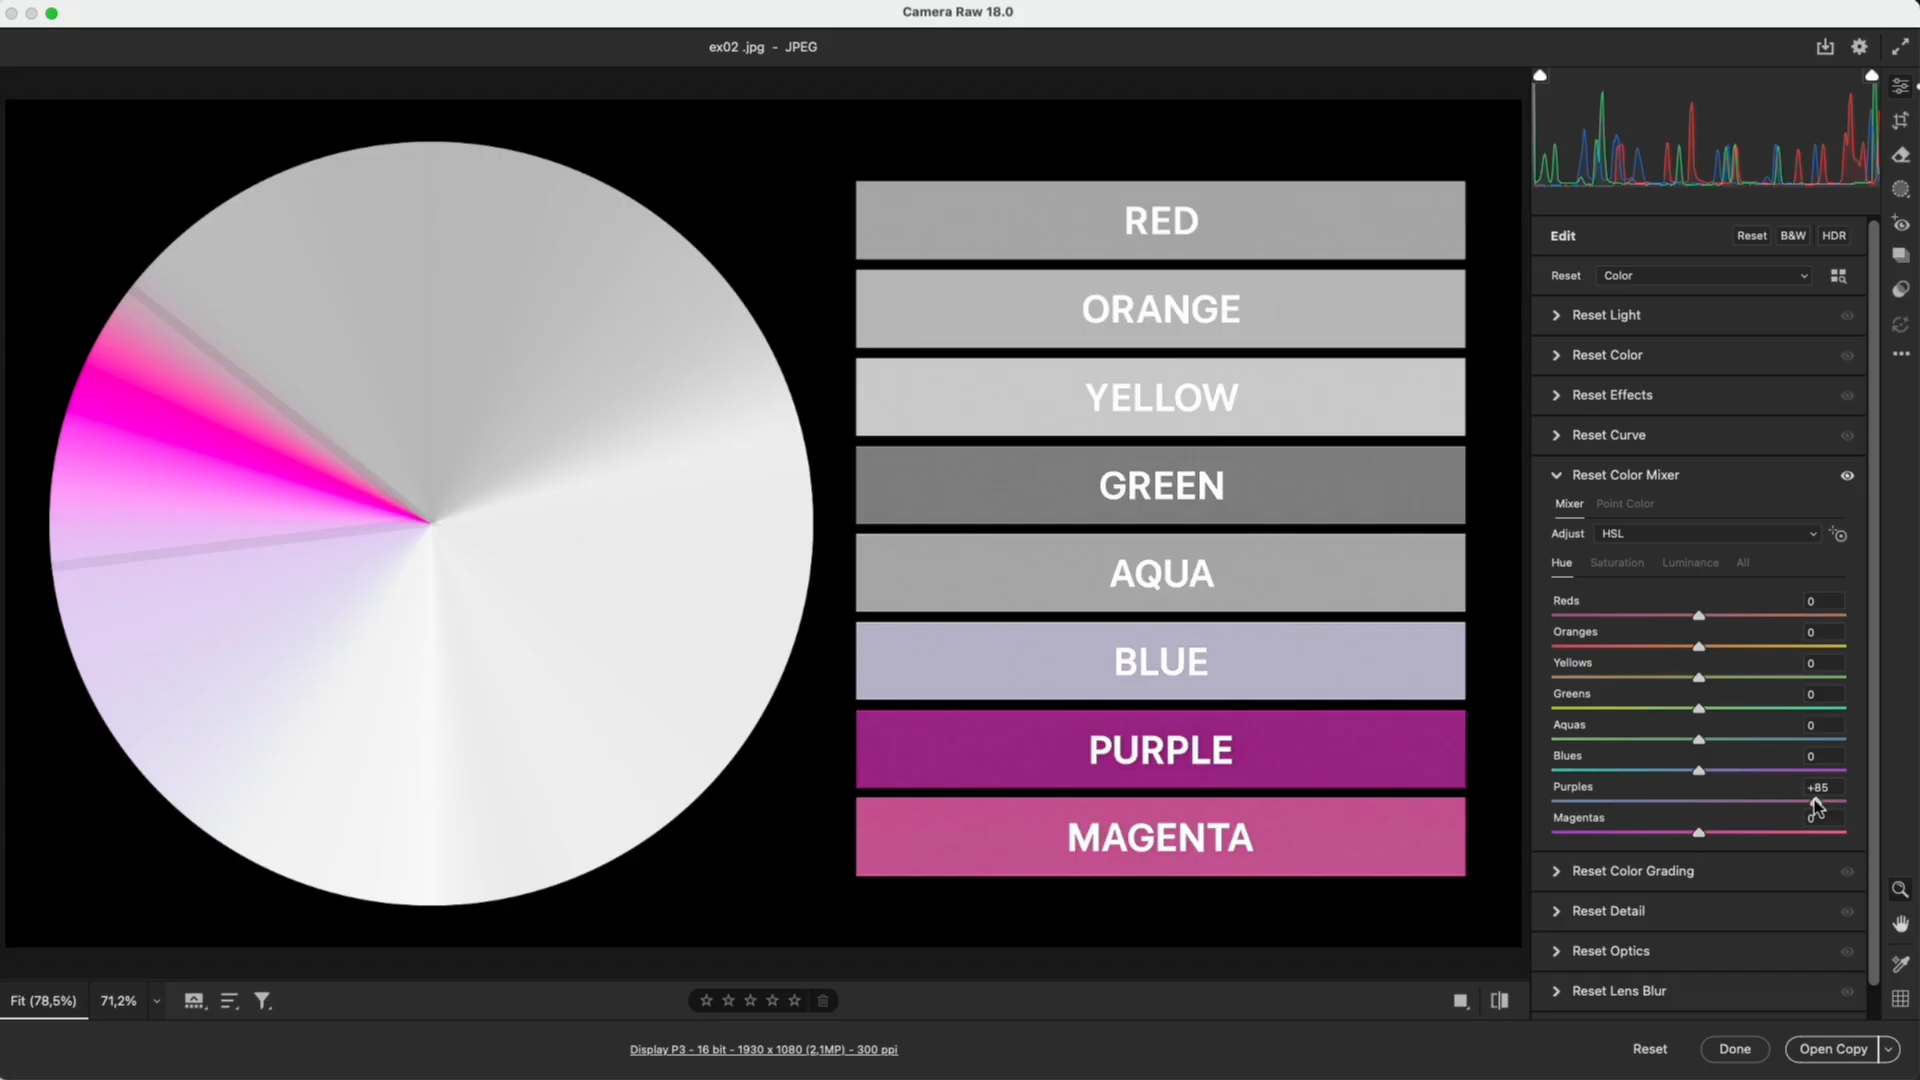 Camera Raw 18.0
ex02 .jpg - JPEG
RED
ORANGE
YELLOW
GREEN
AQUA
BLUE
PURPLE
MAGENTA
Edit
Reset
B&W
HDR
Reset
Color
Reset Light
Reset Color
Reset Effects
Reset Curve
Reset Color Mixer
Mixer
Point Color
Adjust
HSL
Hue
Saturation
Luminance
All
Reds 0
Oranges 0
Yellows 0
Greens 0
Aquas 0
Blues 0
Purples +85
Magentas 0
Reset Color Grading
Reset Detail
Reset Optics
Reset Lens Blur
Fit (78,5%)
71,2%
Display P3 - 16 bit - 1930 x 1080 (2,1MP) - 300 ppi
Reset
Done
Open Copy